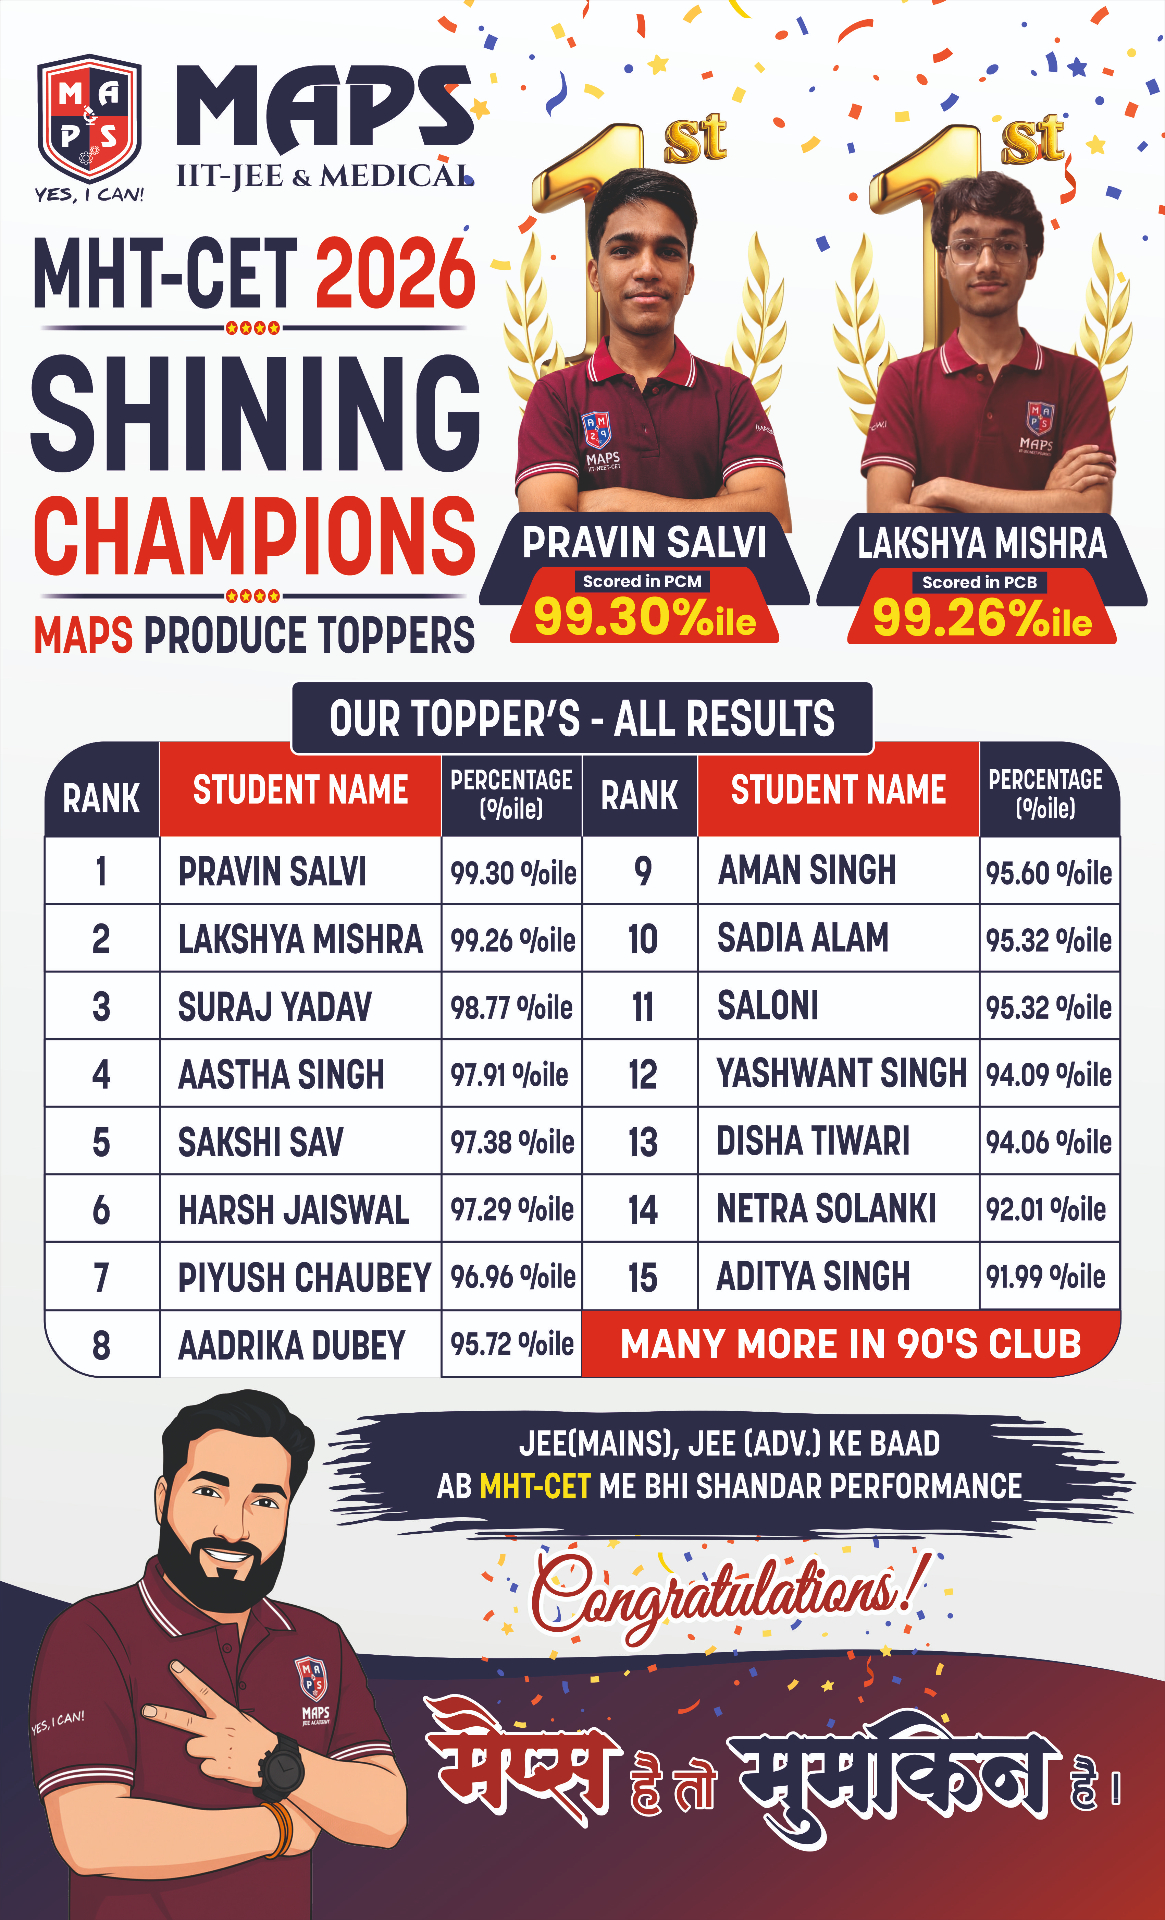 M A
P S
YES, I CAN!
MAPS
IIT-JEE & MEDICAL
MHT-CET 2026
SHINING
CHAMPIONS
MAPS PRODUCE TOPPERS
1st
1st
MAPS
MAPS
PRAVIN SALVI
Scored in PCM
99.30%ile
LAKSHYA MISHRA
Scored in PCB
99.26%ile
OUR TOPPER'S - ALL RESULTS
RANK STUDENT NAME PERCENTAGE (%ile) RANK STUDENT NAME PERCENTAGE (%ile)
1 PRAVIN SALVI 99.30 %ile 9 AMAN SINGH 95.60 %ile
2 LAKSHYA MISHRA 99.26 %ile 10 SADIA ALAM 95.32 %ile
3 SURAJ YADAV 98.77 %ile 11 SALONI 95.32 %ile
4 AASTHA SINGH 97.91 %ile 12 YASHWANT SINGH 94.09 %ile
5 SAKSHI SAV 97.38 %ile 13 DISHA TIWARI 94.06 %ile
6 HARSH JAISWAL 97.29 %ile 14 NETRA SOLANKI 92.01 %ile
7 PIYUSH CHAUBEY 96.96 %ile 15 ADITYA SINGH 91.99 %ile
8 AADRIKA DUBEY 95.72 %ile MANY MORE IN 90'S CLUB
JEE(MAINS), JEE (ADV.) KE BAAD
AB MHT-CET ME BHI SHANDAR PERFORMANCE
Congratulations!
M A
P S
MAPS
JEE ACADEMY
YES, I CAN!
मैप्स है तो मुमकिन है।